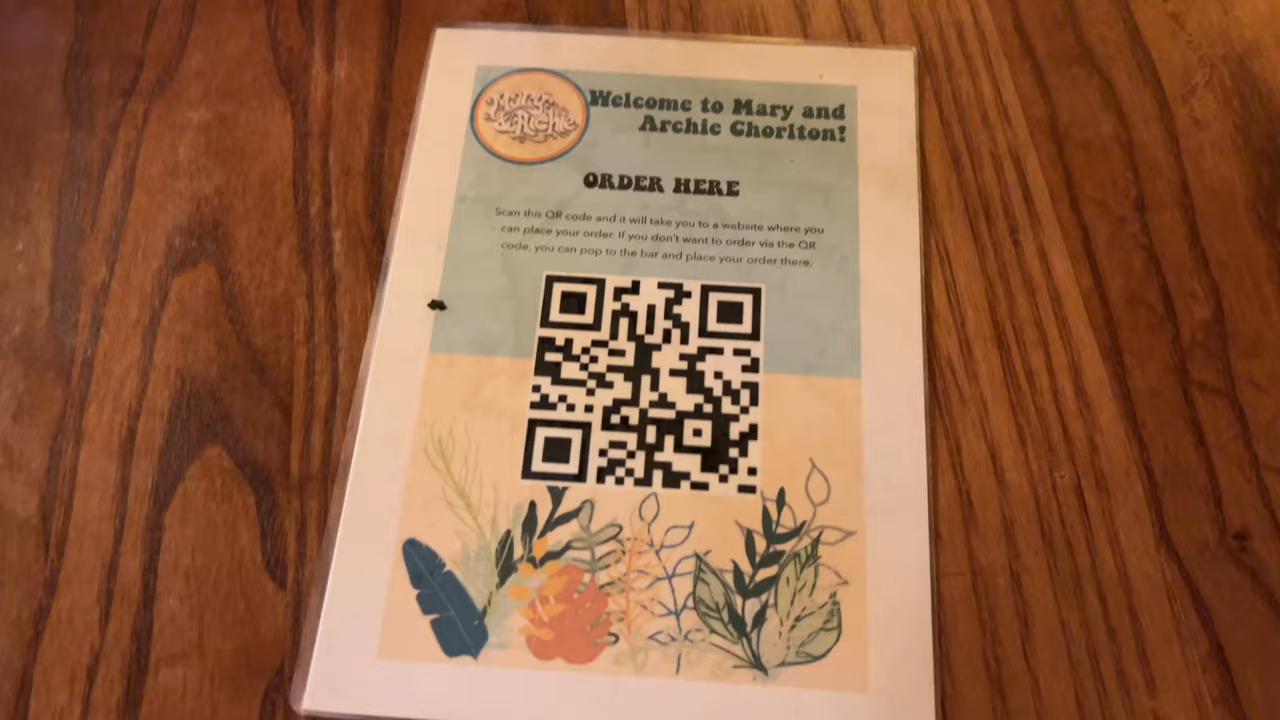 Mary
& Archie
Welcome to Mary and
Archie Chorlton!
ORDER HERE
Scan this QR code and it will take you to a website where you
can place your order. If you don't want to order via the QR
code, you can pop to the bar and place your order there.